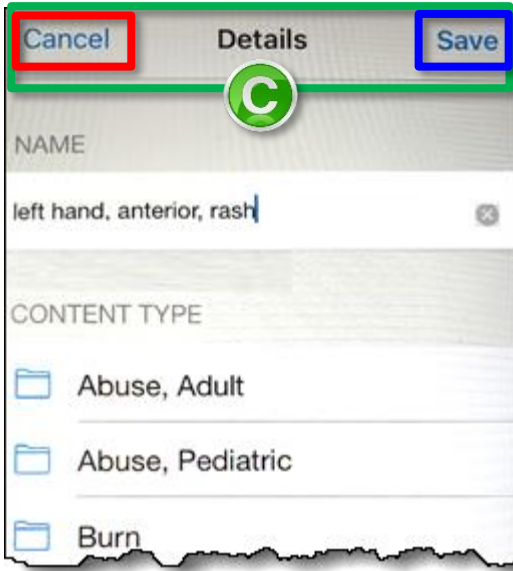 Cancel Details Save
C
NAME
left hand, anterior, rash
CONTENT TYPE
Abuse, Adult
Abuse, Pediatric
Burn